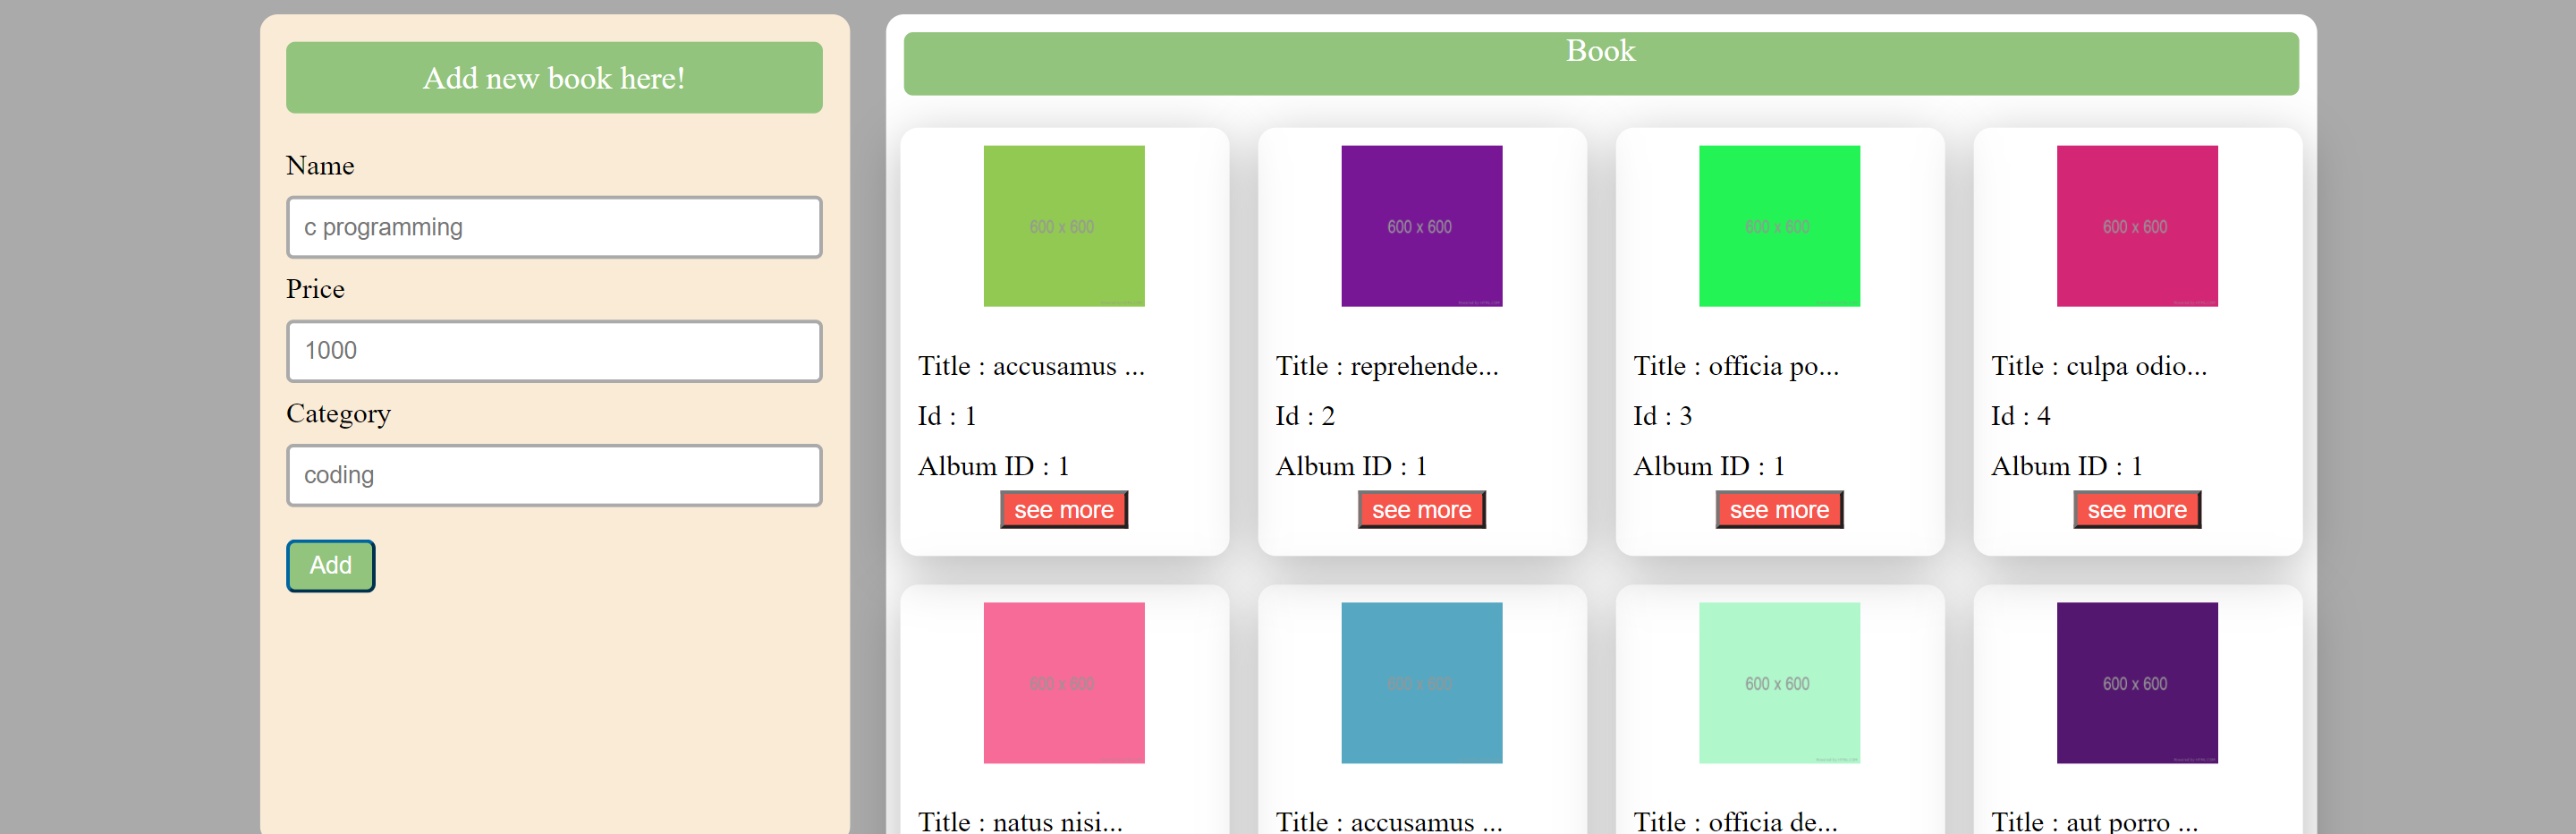 Add new book here!
Name
c programming
Price
1000
Category
coding
Add
Book
600 x 600
Title : accusamus ...
Id : 1
Album ID : 1
see more
600 x 600
Title : reprehende...
Id : 2
Album ID : 1
see more
600 x 600
Title : officia po...
Id : 3
Album ID : 1
see more
600 x 600
Title : culpa odio...
Id : 4
Album ID : 1
see more
600 x 600
Title : natus nisi...
600 x 600
Title : accusamus ...
600 x 600
Title : officia de...
600 x 600
Title : aut porro ...